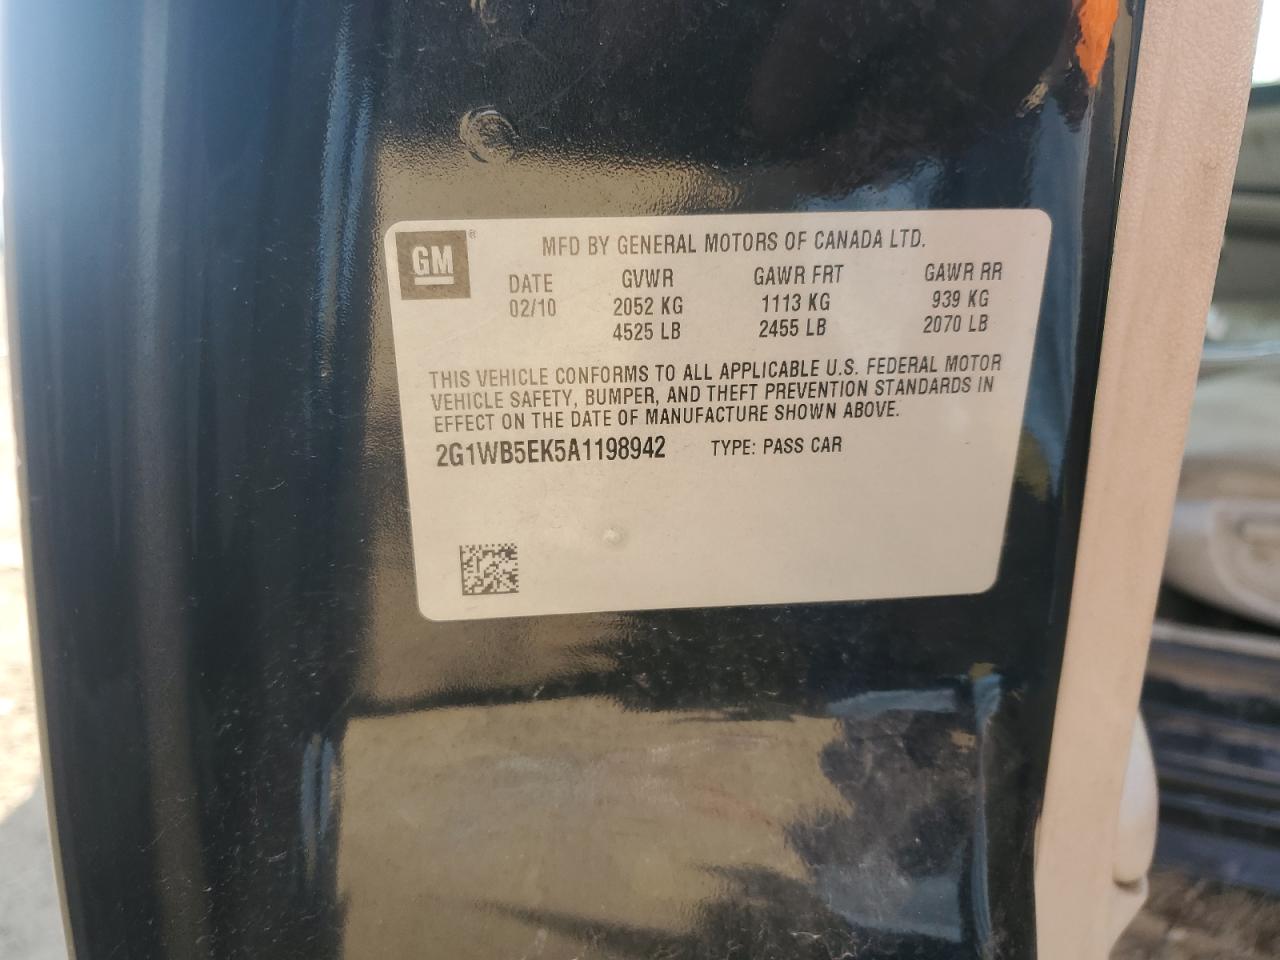 GM®
MFD BY GENERAL MOTORS OF CANADA LTD.
DATE GVWR GAWR FRT GAWR RR
02/10 2052 KG 1113 KG 939 KG
4525 LB 2455 LB 2070 LB
THIS VEHICLE CONFORMS TO ALL APPLICABLE U.S. FEDERAL MOTOR
VEHICLE SAFETY, BUMPER, AND THEFT PREVENTION STANDARDS IN
EFFECT ON THE DATE OF MANUFACTURE SHOWN ABOVE.
2G1WB5EK5A1198942 TYPE: PASS CAR